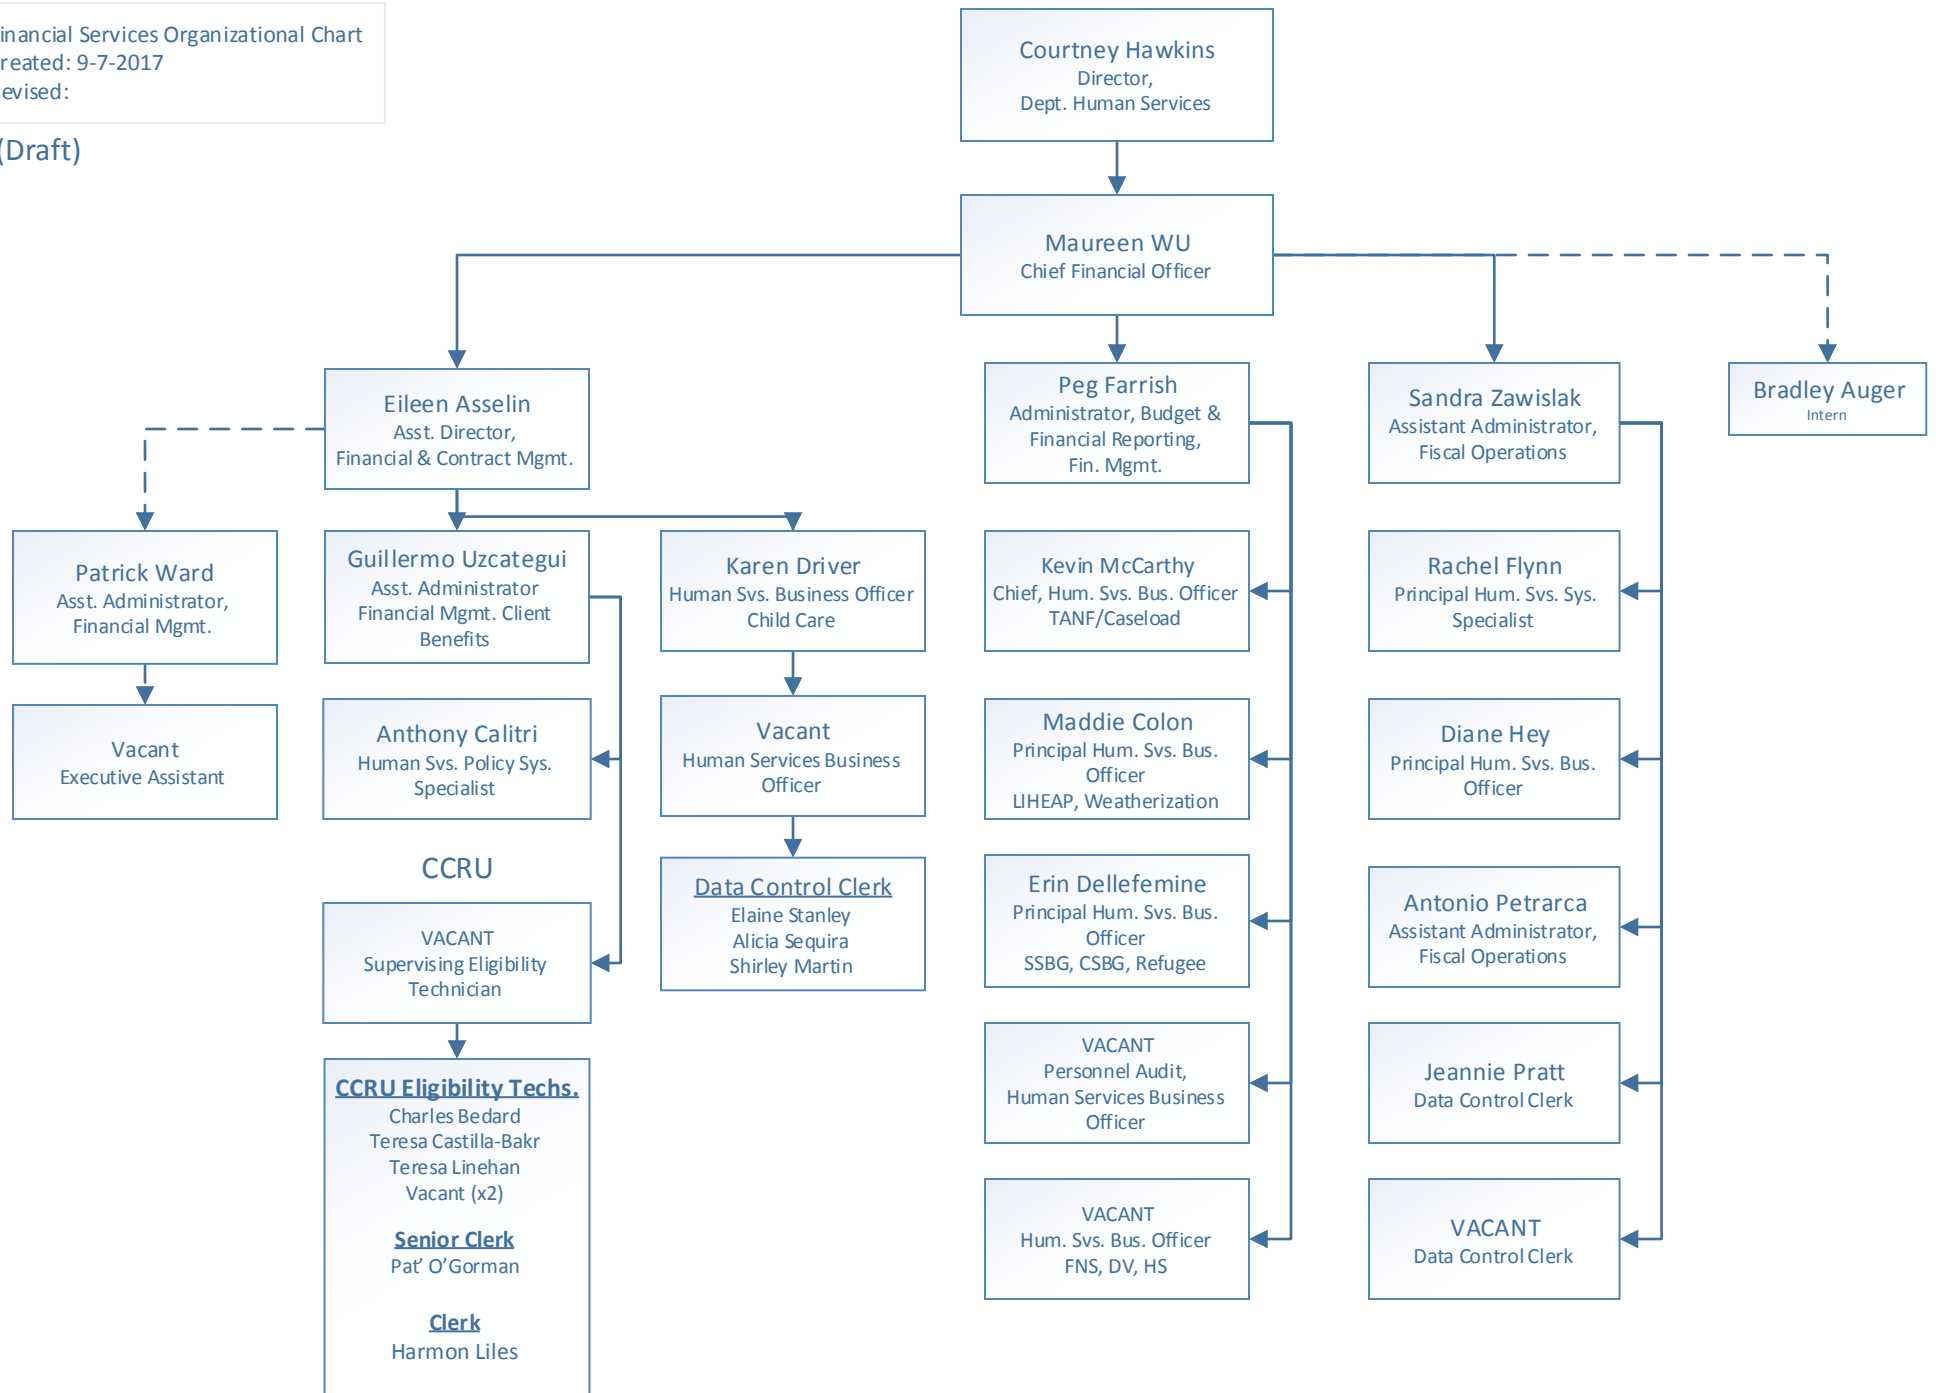 inancial Services Organizational Chart
reated: 9-7-2017
evised:
(Draft)
Courtney Hawkins
Director,
Dept. Human Services
Maureen WU
Chief Financial Officer
Eileen Asselin
Asst. Director,
Financial & Contract Mgmt.
Peg Farrish
Administrator, Budget &
Financial Reporting,
Fin. Mgmt.
Sandra Zawislak
Assistant Administrator,
Fiscal Operations
Bradley Auger
Intern
Patrick Ward
Asst. Administrator,
Financial Mgmt.
Guillermo Uzcategui
Asst. Administrator
Financial Mgmt. Client
Benefits
Karen Driver
Human Svs. Business Officer
Child Care
Kevin McCarthy
Chief, Hum. Svs. Bus. Officer
TANF/Caseload
Rachel Flynn
Principal Hum. Svs. Sys.
Specialist
Vacant
Executive Assistant
Anthony Calitri
Human Svs. Policy Sys.
Specialist
Vacant
Human Services Business
Officer
Maddie Colon
Principal Hum. Svs. Bus.
Officer
LIHEAP, Weatherization
Diane Hey
Principal Hum. Svs. Bus.
Officer
CCRU
VACANT
Supervising Eligibility
Technician
Data Control Clerk
Elaine Stanley
Alicia Sequira
Shirley Martin
Erin Dellefemine
Principal Hum. Svs. Bus.
Officer
SSBG, CSBG, Refugee
Antonio Petrarca
Assistant Administrator,
Fiscal Operations
CCRU Eligibility Techs.
Charles Bedard
Teresa Castilla-Bakr
Teresa Linehan
Vacant (x2)
Senior Clerk
Pat' O'Gorman
Clerk
Harmon Liles
VACANT
Personnel Audit,
Human Services Business
Officer
Jeannie Pratt
Data Control Clerk
VACANT
Hum. Svs. Bus. Officer
FNS, DV, HS
VACANT
Data Control Clerk